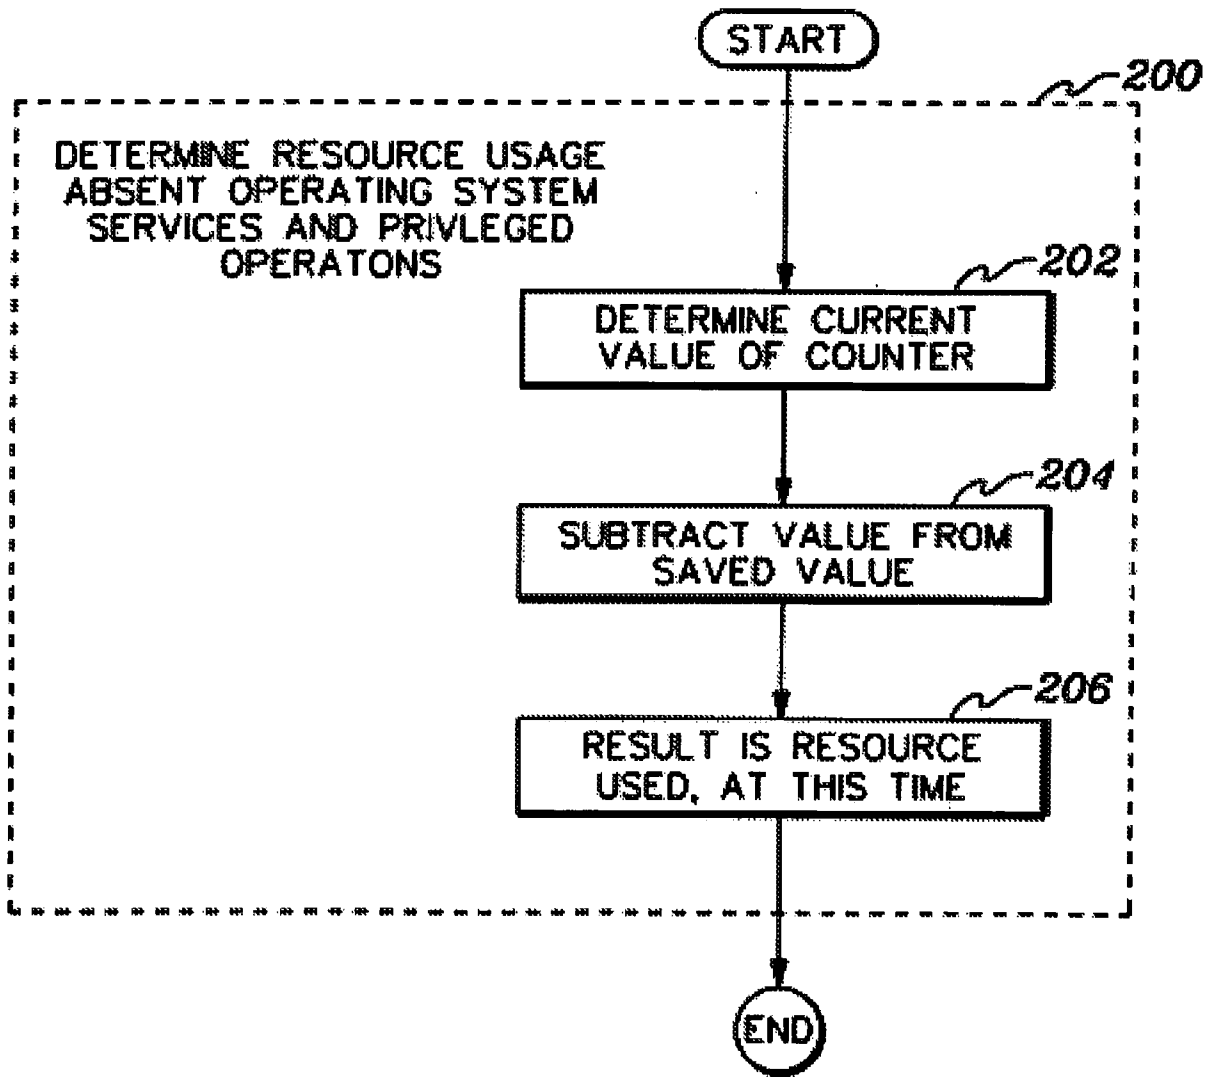 START
200
DETERMINE RESOURCE USAGE
ABSENT OPERATING SYSTEM
SERVICES AND PRIVLEGED
OPERATONS
202
DETERMINE CURRENT
VALUE OF COUNTER
204
SUBTRACT VALUE FROM
SAVED VALUE
206
RESULT IS RESOURCE
USED, AT THIS TIME
END